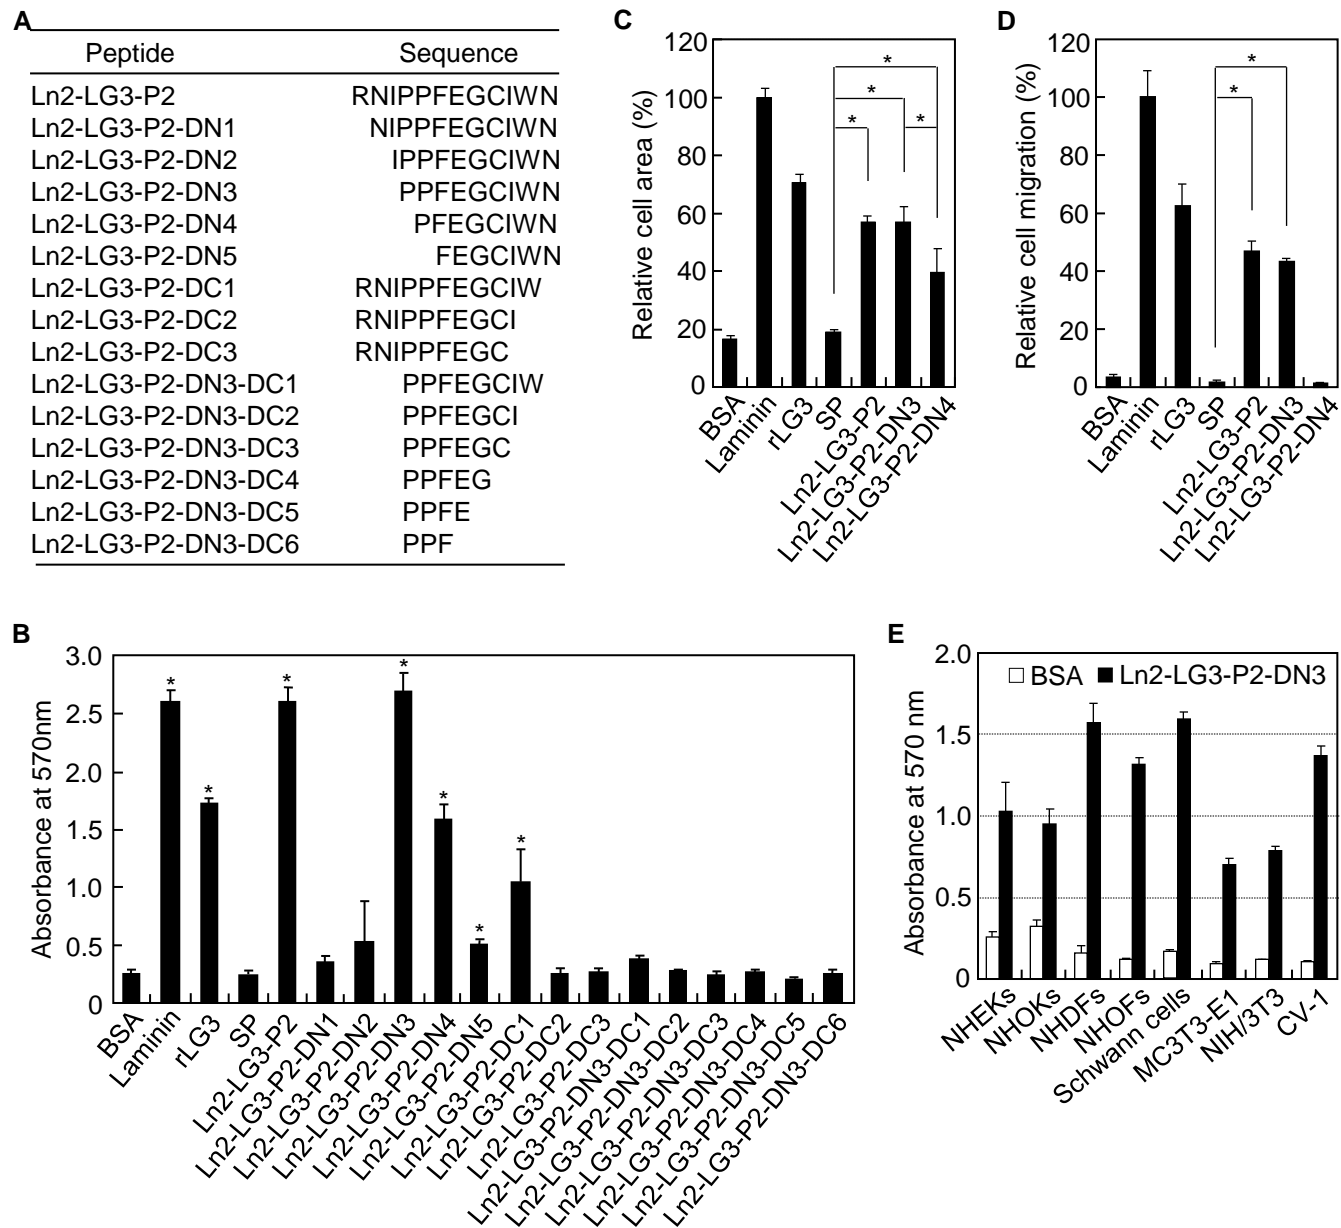 A
Peptide Sequence
Ln2-LG3-P2 RNIPPFEGCIWN
Ln2-LG3-P2-DN1 NIPPFEGCIWN
Ln2-LG3-P2-DN2 IPPFEGCIWN
Ln2-LG3-P2-DN3 PPFEGCIWN
Ln2-LG3-P2-DN4 PFEGCIWN
Ln2-LG3-P2-DN5 FEGCIWN
Ln2-LG3-P2-DC1 RNIPPFEGCIW
Ln2-LG3-P2-DC2 RNIPPFEGCI
Ln2-LG3-P2-DC3 RNIPPFEGC
Ln2-LG3-P2-DN3-DC1 PPFEGCIW
Ln2-LG3-P2-DN3-DC2 PPFEGCI
Ln2-LG3-P2-DN3-DC3 PPFEGC
Ln2-LG3-P2-DN3-DC4 PPFEG
Ln2-LG3-P2-DN3-DC5 PPFE
Ln2-LG3-P2-DN3-DC6 PPF
C
Relative cell area (%)
120
100
80
60
40
20
0
* * * *
BSA
Laminin
rLG3
SP
Ln2-LG3-P2
Ln2-LG3-P2-DN3
Ln2-LG3-P2-DN4
D
Relative cell migration (%)
120
100
80
60
40
20
0
* *
BSA
Laminin
rLG3
SP
Ln2-LG3-P2
Ln2-LG3-P2-DN3
Ln2-LG3-P2-DN4
B
Absorbance at 570nm
3.0
2.5
2.0
1.5
1.0
0.5
0
* * * * * * *
BSA
Laminin
rLG3
SP
Ln2-LG3-P2
Ln2-LG3-P2-DN1
Ln2-LG3-P2-DN2
Ln2-LG3-P2-DN3
Ln2-LG3-P2-DN4
Ln2-LG3-P2-DN5
Ln2-LG3-P2-DC1
Ln2-LG3-P2-DC2
Ln2-LG3-P2-DC3
Ln2-LG3-P2-DN3-DC1
Ln2-LG3-P2-DN3-DC2
Ln2-LG3-P2-DN3-DC3
Ln2-LG3-P2-DN3-DC4
Ln2-LG3-P2-DN3-DC5
Ln2-LG3-P2-DN3-DC6
E
Absorbance at 570 nm
2.0
1.5
1.0
0.5
0
BSA Ln2-LG3-P2-DN3
NHEKs
NHOKs
NHDFs
NHOFs
Schwann cells
MC3T3-E1
NIH/3T3
CV-1